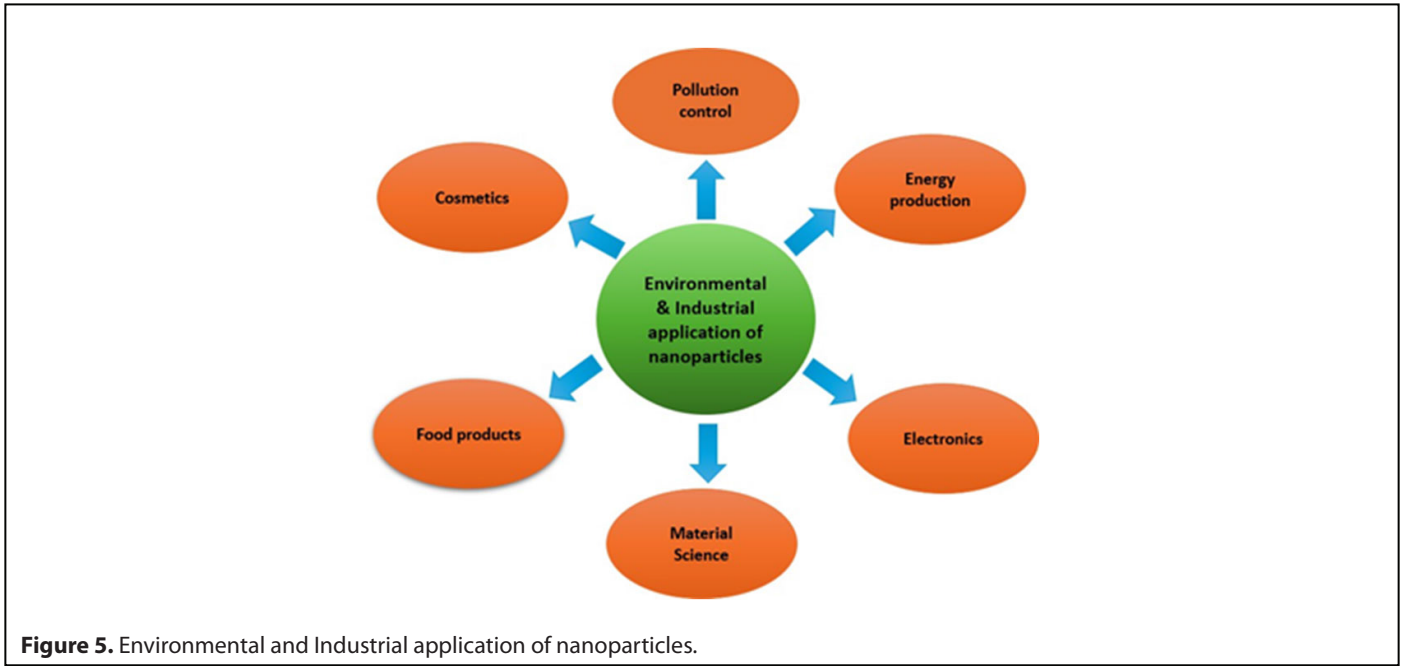 Pollution
control
Energy
production
Cosmetics
Environmental
& Industrial
application of
nanoparticles
Food products
Electronics
Material
Science
Figure 5. Environmental and Industrial application of nanoparticles.